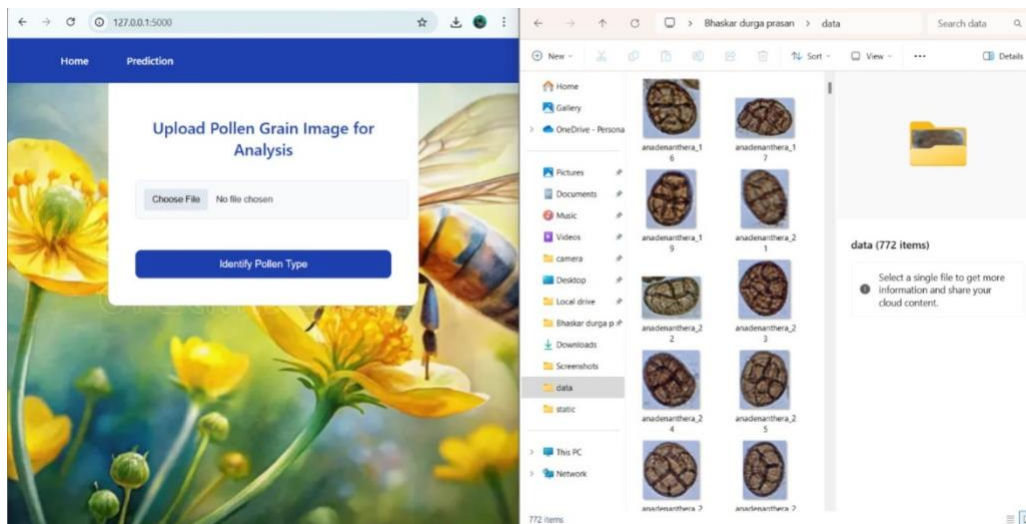 127.0.0.1:5000
Home
Prediction
Upload Pollen Grain Image for
Analysis
Choose File
No file chosen
Identify Pollen Type
Bhaskar durga prasan
data
Search data
New
Sort
View
Details
Home
Gallery
OneDrive - Persona
Pictures
Documents
Music
Videos
camera
Desktop
Local drive
Bhaskar durga p
Downloads
Screenshots
data
static
This PC
Network
anadenanthera_1
6
anadenanthera_1
7
anadenanthera_1
9
anadenanthera_2
1
anadenanthera_2
2
anadenanthera_2
3
anadenanthera_2
4
anadenanthera_2
5
anadenanthera_2
anadenanthera_2
data (772 items)
Select a single file to get more
information and share your
cloud content.
772 items